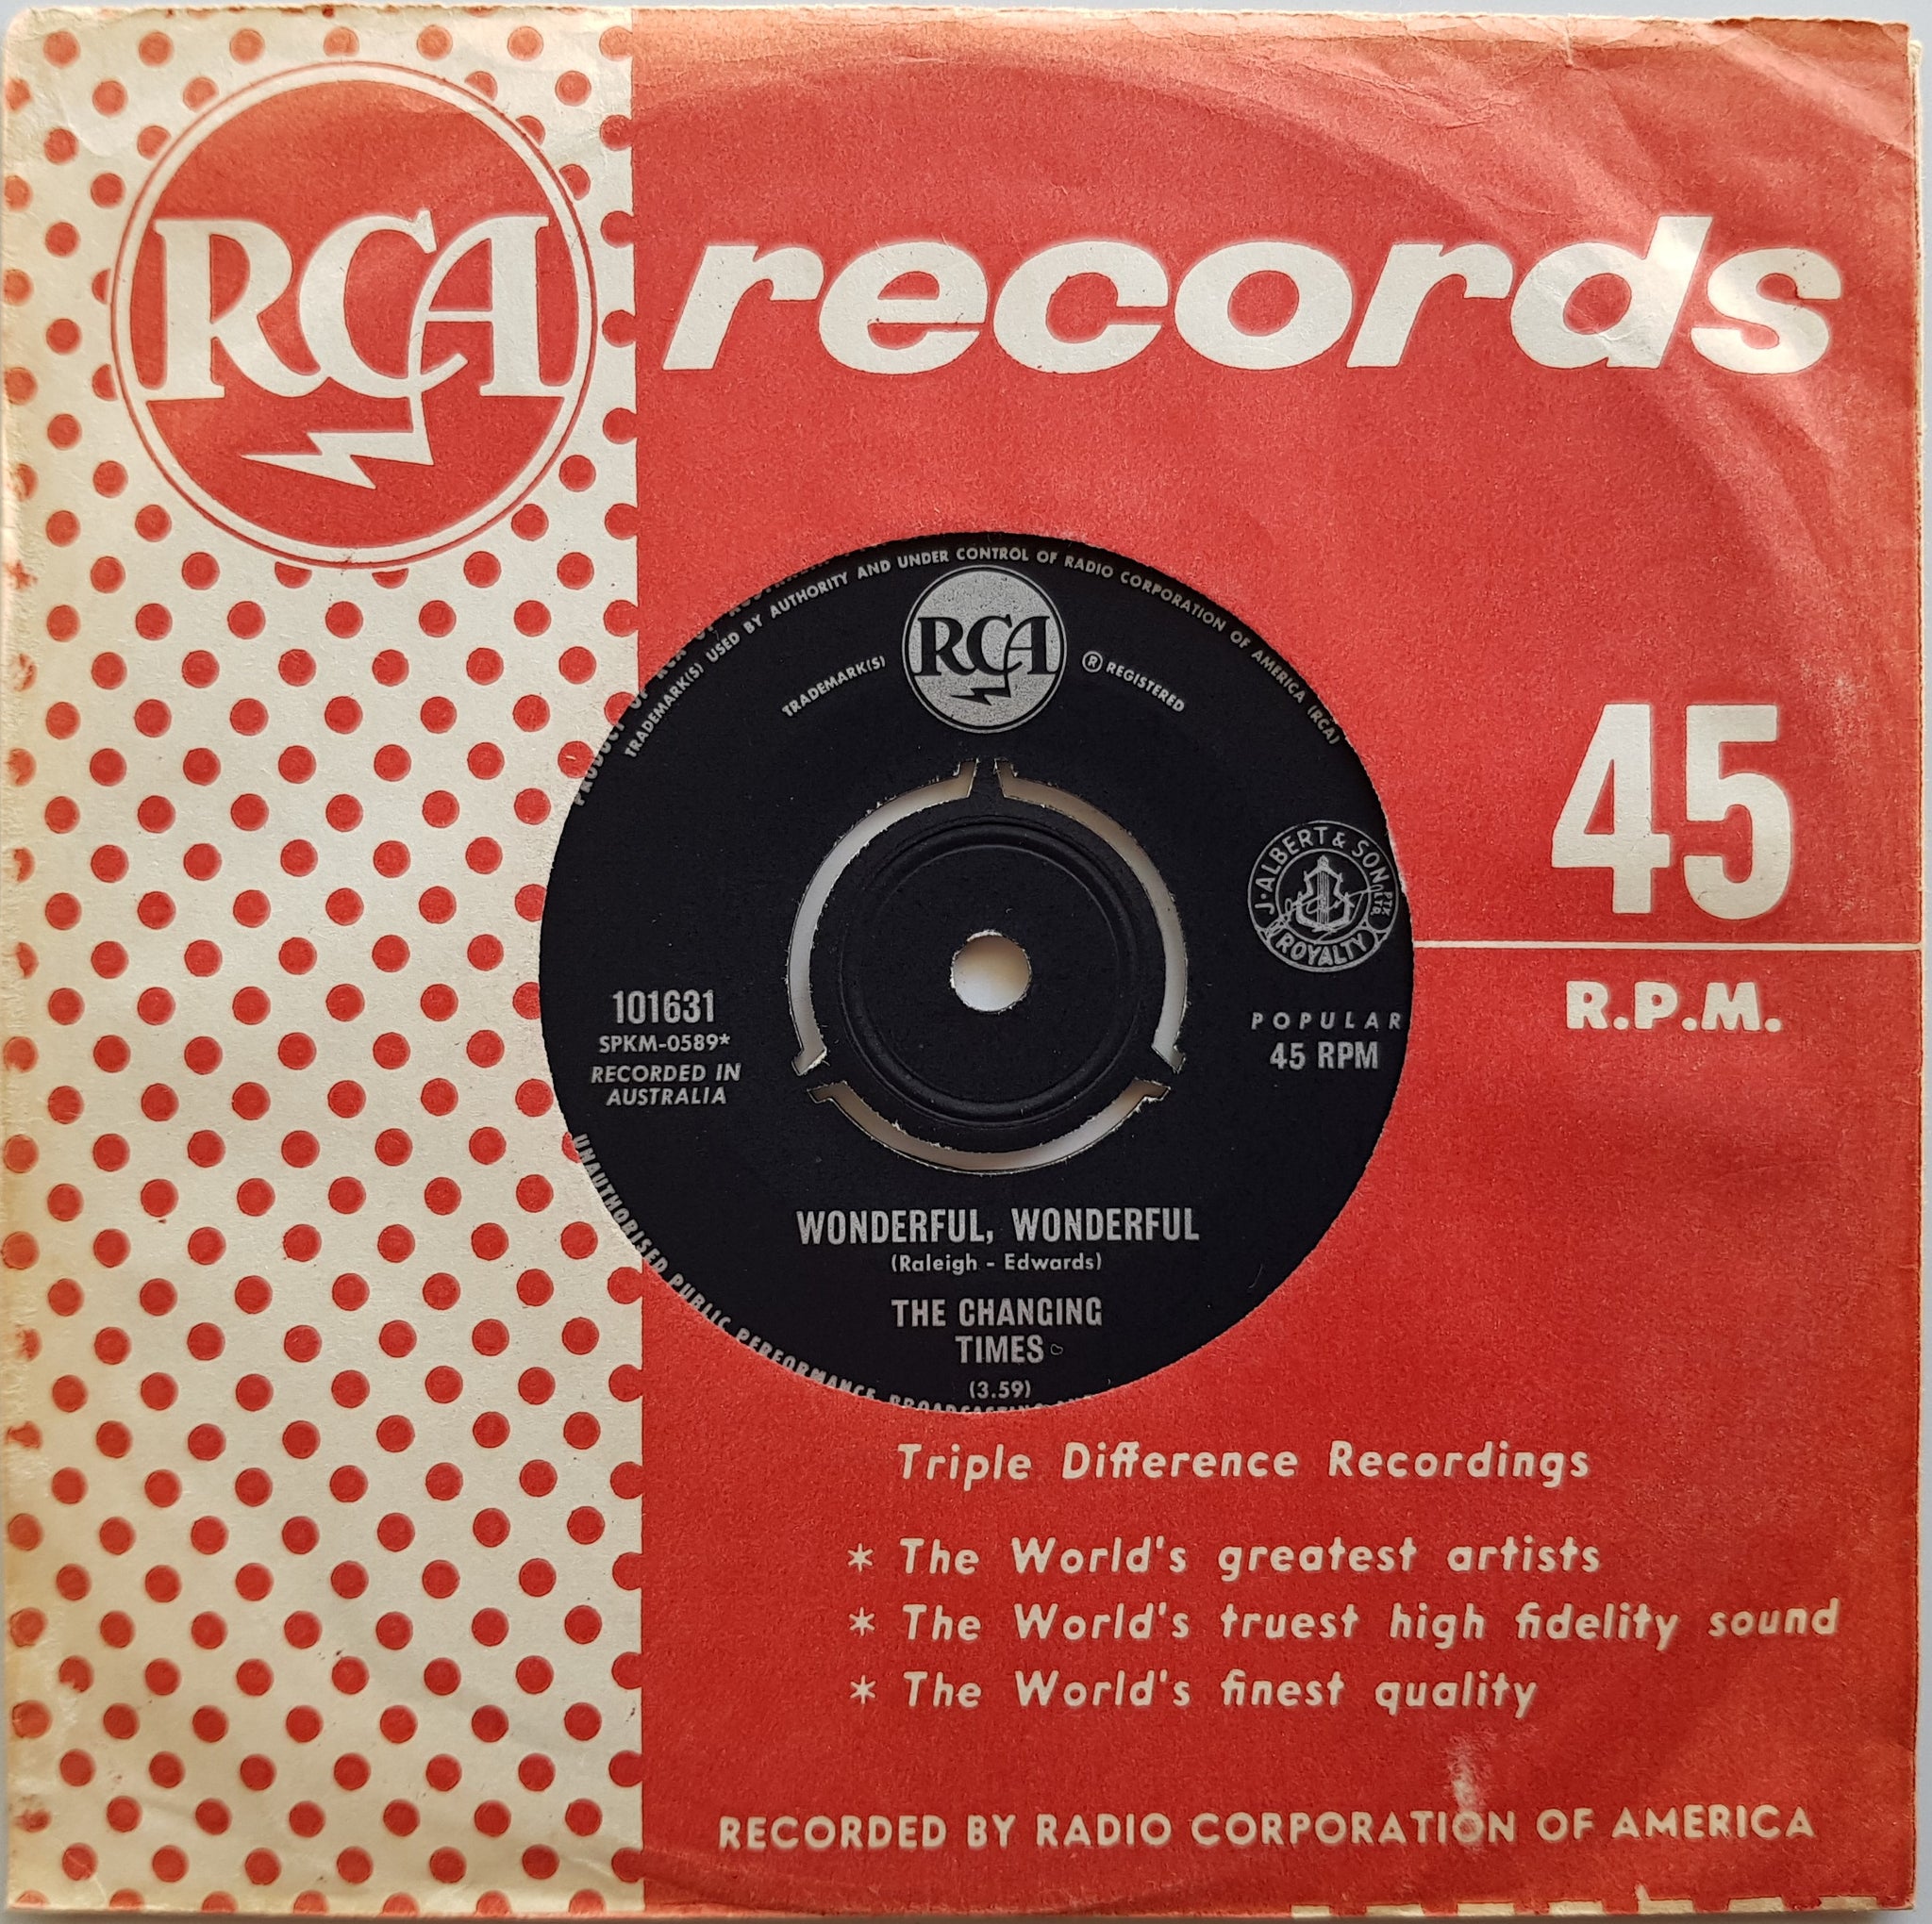 RCA
records
TRADEMARK(S) USED BY AUTHORITY AND UNDER CONTROL OF RADIO CORPORATION OF AMERICA (RCA)
TRADEMARK(S)
RCA
® REGISTERED
45
R.P.M.
J. ALBERT & SON PTY. LTD.
ROYALTY
101631
SPKM-0589*
RECORDED IN
AUSTRALIA
POPULAR
45 RPM
WONDERFUL, WONDERFUL
(Raleigh - Edwards)
THE CHANGING
TIMES
(3.59)
UNAUTHORISED PUBLIC PERFORMANCE, BROADCASTING
Triple Difference Recordings
* The World's greatest artists
* The World's truest high fidelity sound
* The World's finest quality
RECORDED BY RADIO CORPORATION OF AMERICA